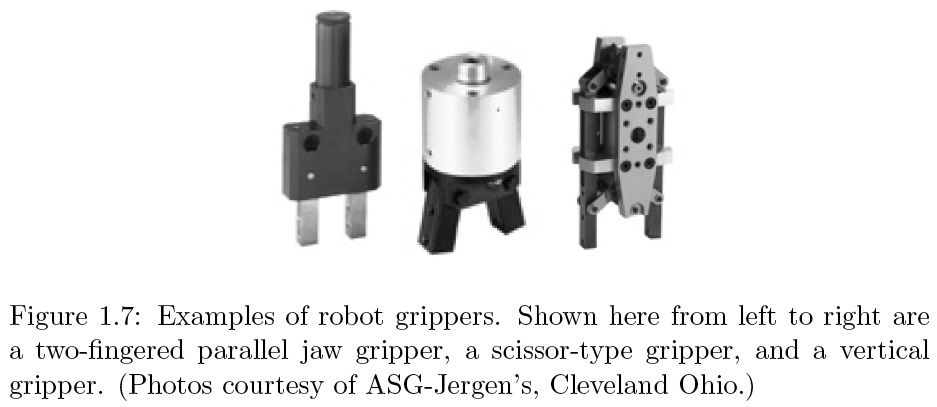 Figure 1.7: Examples of robot grippers. Shown here from left to right are
a two-fingered parallel jaw gripper, a scissor-type gripper, and a vertical
gripper. (Photos courtesy of ASG-Jergen's, Cleveland Ohio.)